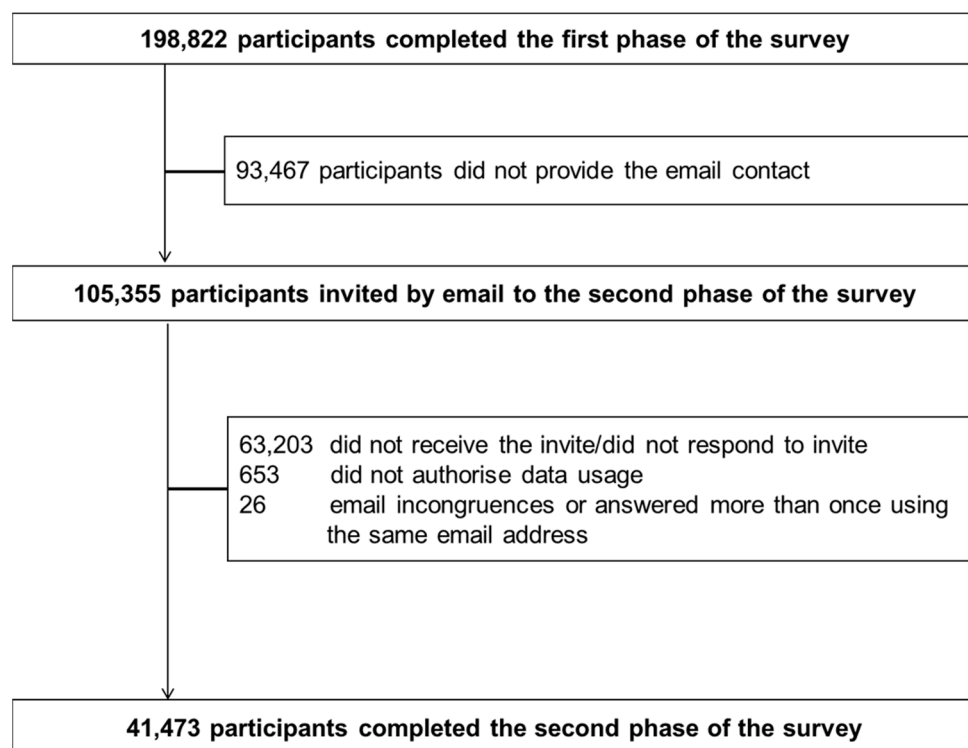 198,822 participants completed the first phase of the survey
93,467 participants did not provide the email contact
105,355 participants invited by email to the second phase of the survey
63,203 did not receive the invite/did not respond to invite
653 did not authorise data usage
26 email incongruences or answered more than once using
the same email address
41,473 participants completed the second phase of the survey